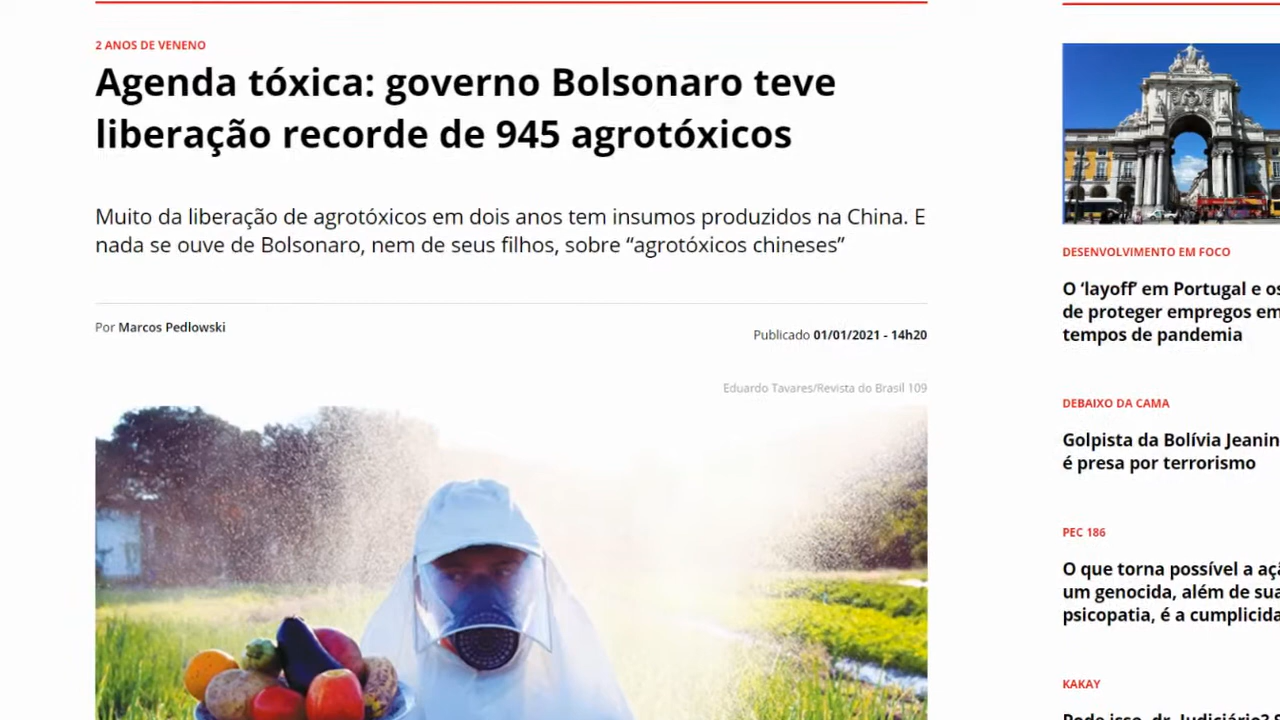 2 ANOS DE VENENO
Agenda tóxica: governo Bolsonaro teve
liberação recorde de 945 agrotóxicos
Muito da liberação de agrotóxicos em dois anos tem insumos produzidos na China. E
nada se ouve de Bolsonaro, nem de seus filhos, sobre “agrotóxicos chineses”
Por Marcos Pedlowski
Publicado 01/01/2021 - 14h20
Eduardo Tavares/Revista do Brasil 109
DESENVOLVIMENTO EM FOCO
O ‘layoff’ em Portugal e os
de proteger empregos em
tempos de pandemia
DEBAIXO DA CAMA
Golpista da Bolívia Jeanin
é presa por terrorismo
PEC 186
O que torna possível a
um genocida, além de sua
psicopatia, é a
KAKAY
Pode isso, dr. Judiciário?